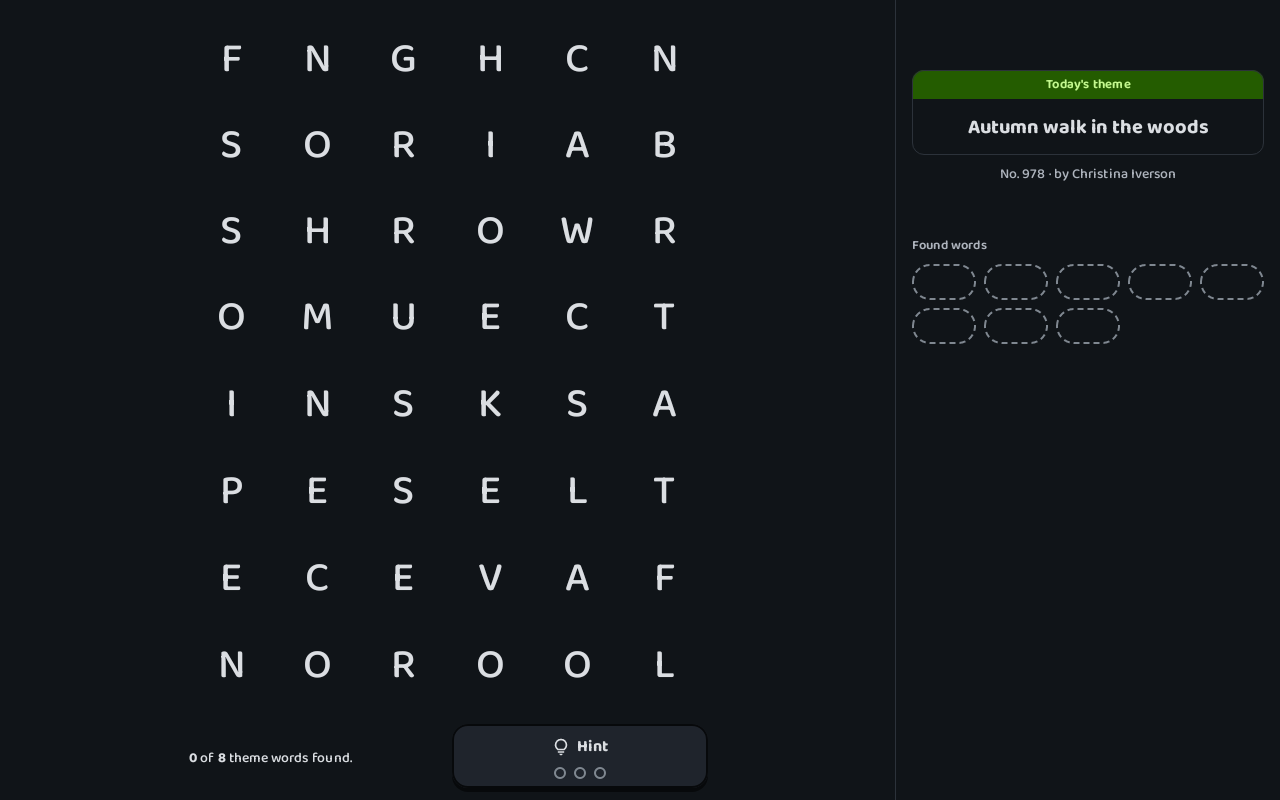 F N G H C N
S O R I A B
S H R O W R
O M U E C T
I N S K S A
P E S E L T
E C E V A F
N O R O O L
0 of 8 theme words found.
Hint
Today's theme
Autumn walk in the woods
No. 978 · by Christina Iverson
Found words